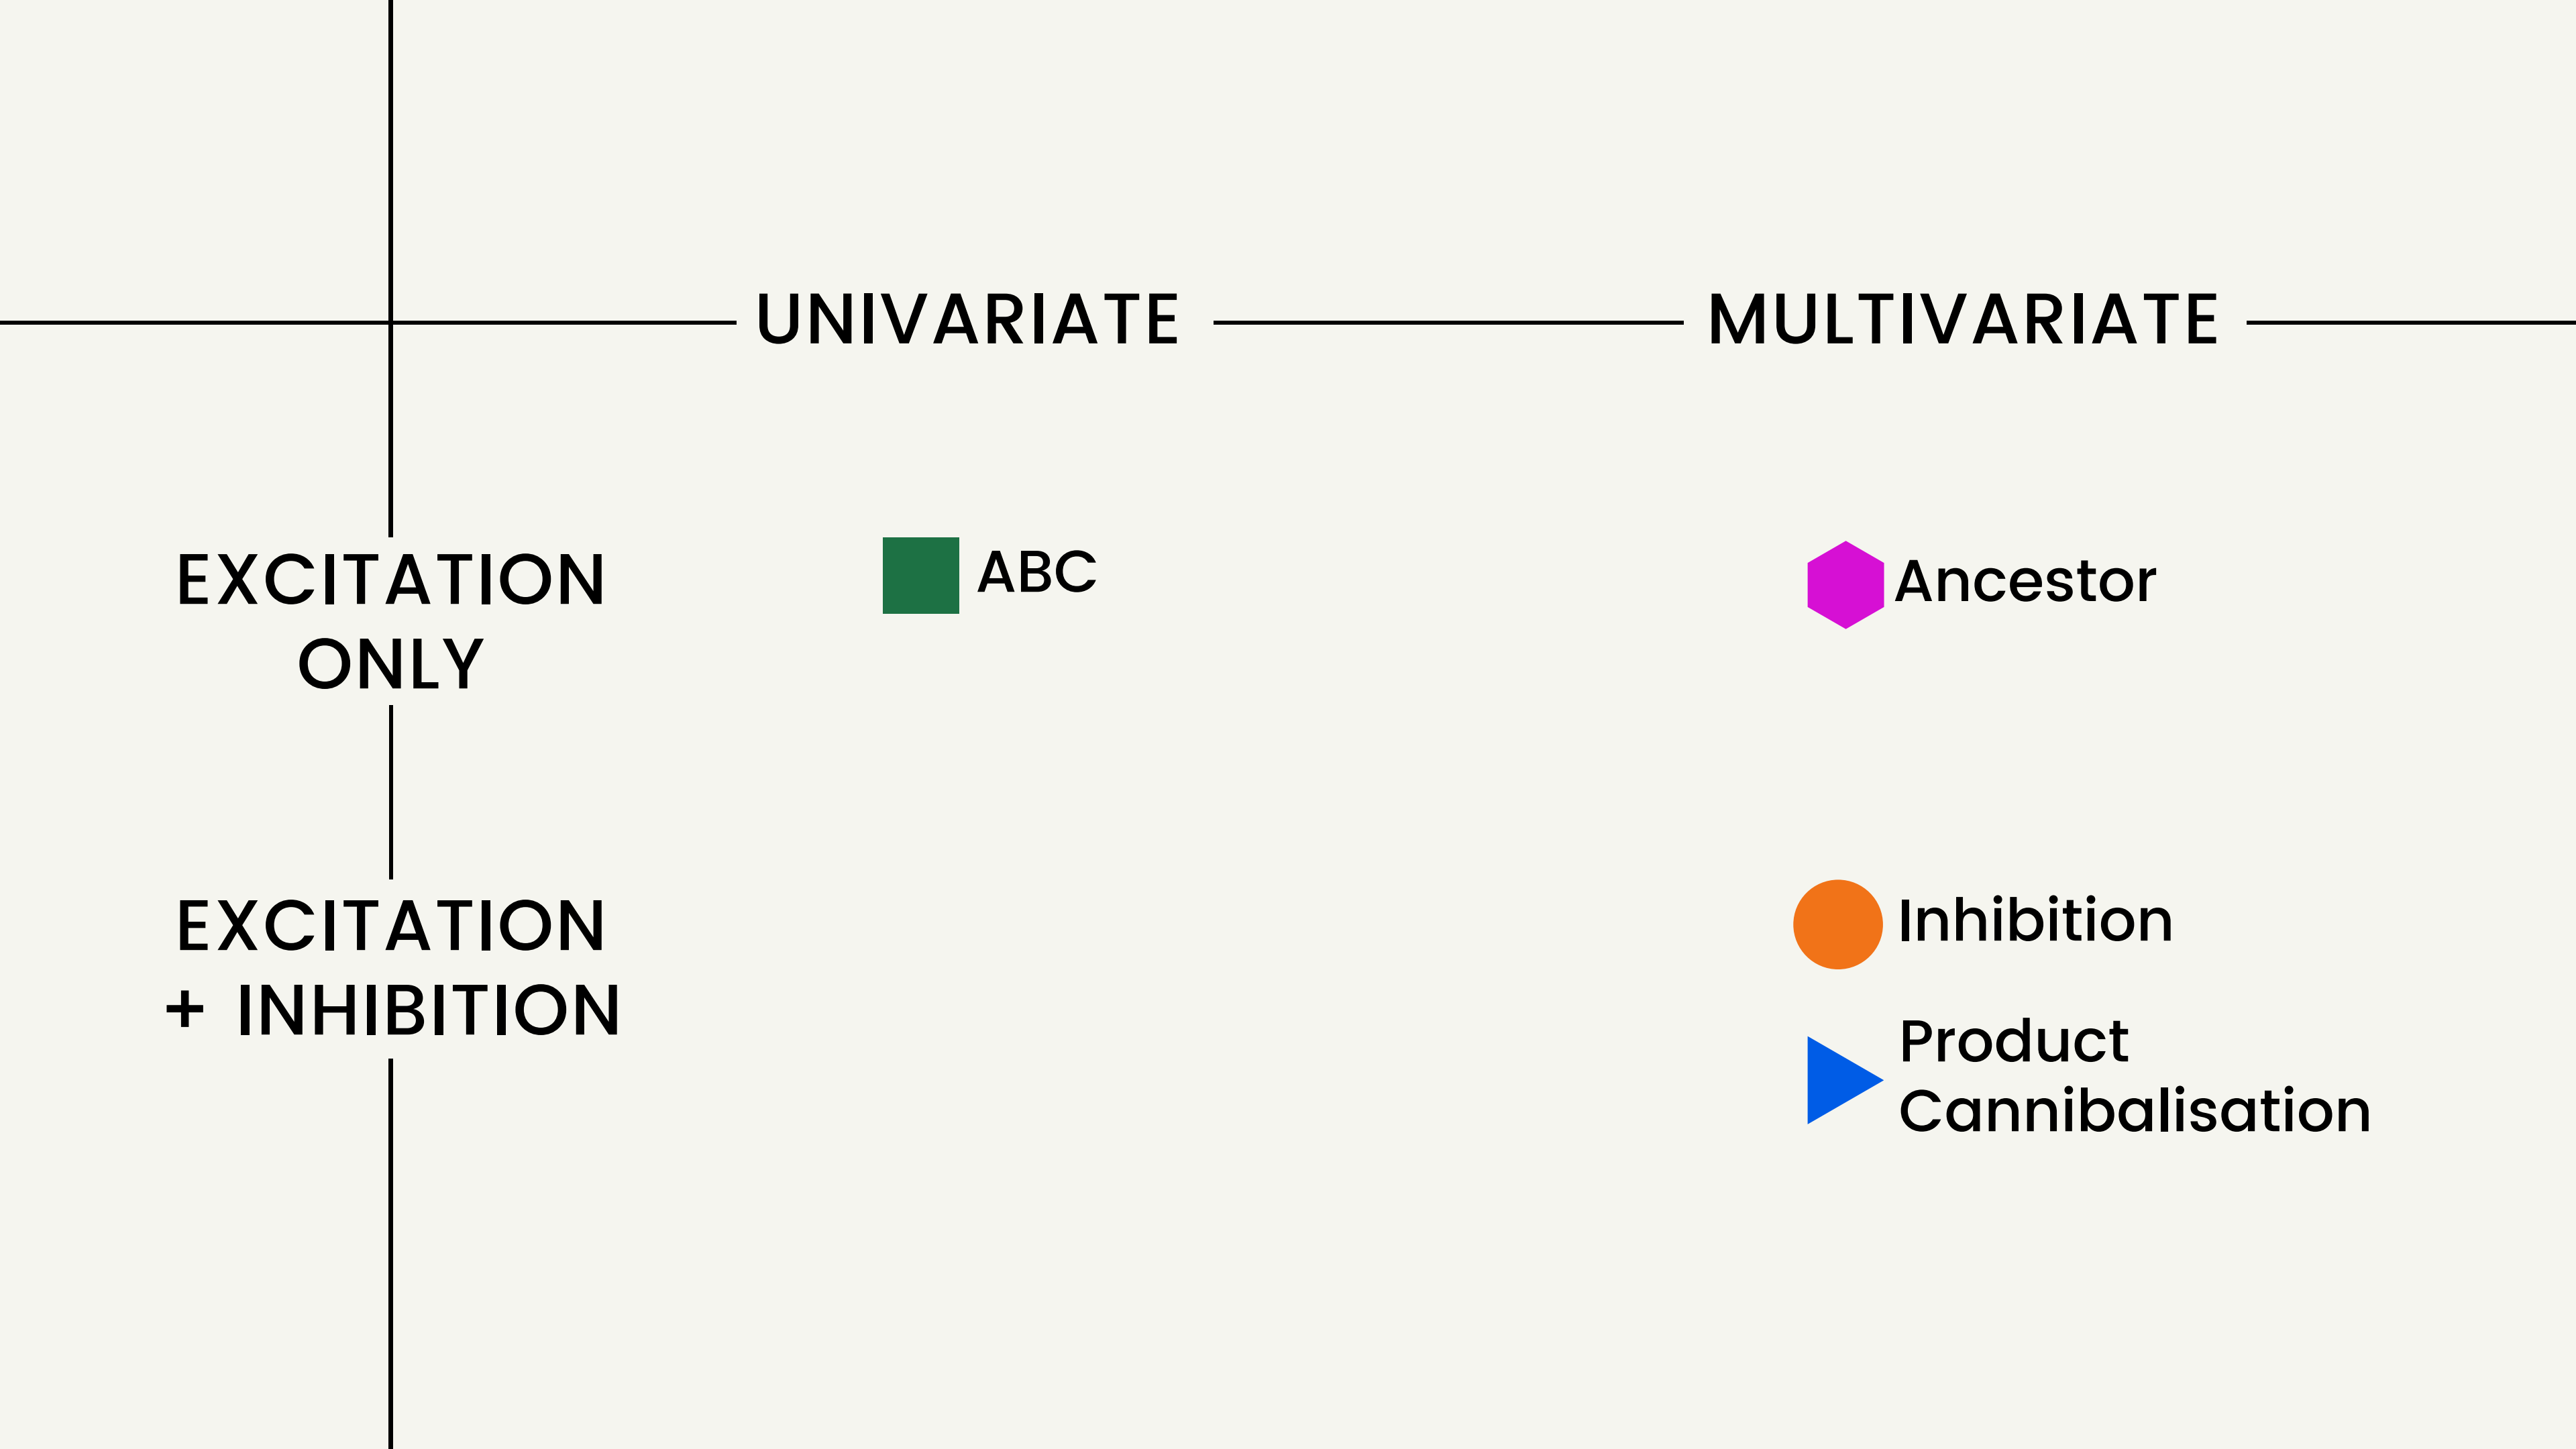 UNIVARIATE
MULTIVARIATE
EXCITATION
ONLY
ABC
Ancestor
EXCITATION
+ INHIBITION
Inhibition
Product
Cannibalisation